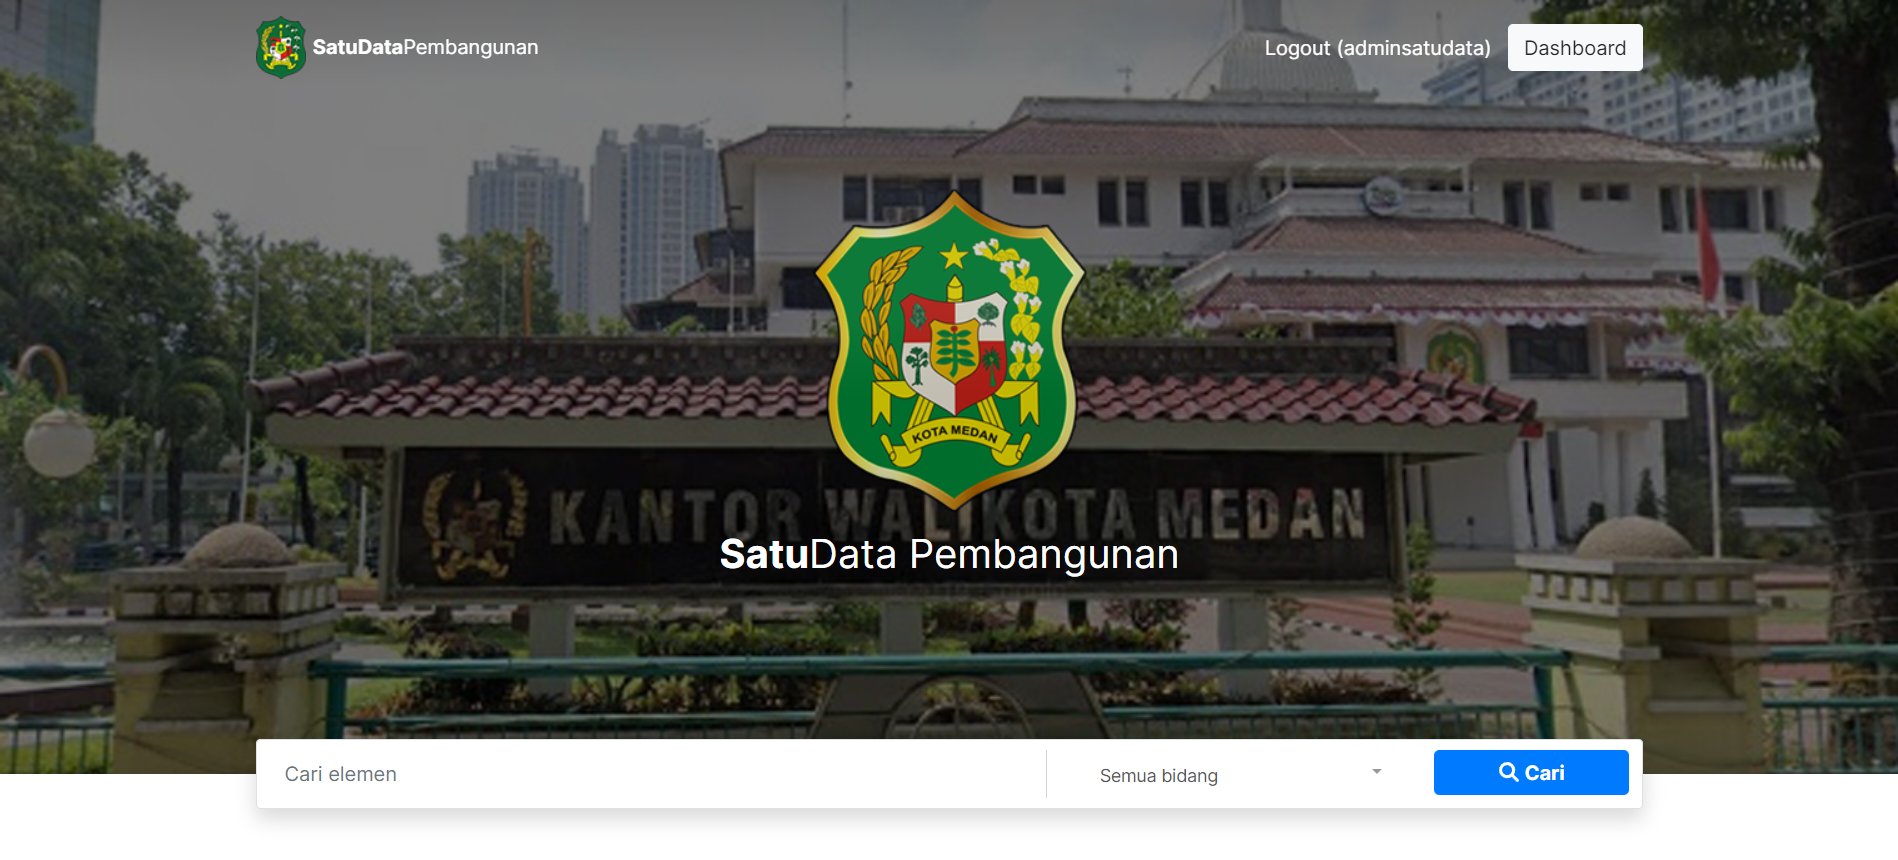 SatuDataPembangunan
Logout (adminsatudata)
Dashboard
KOTA MEDAN
KANTOR WALIKOTA MEDAN
SatuData Pembangunan
Cari elemen
Semua bidang
Cari